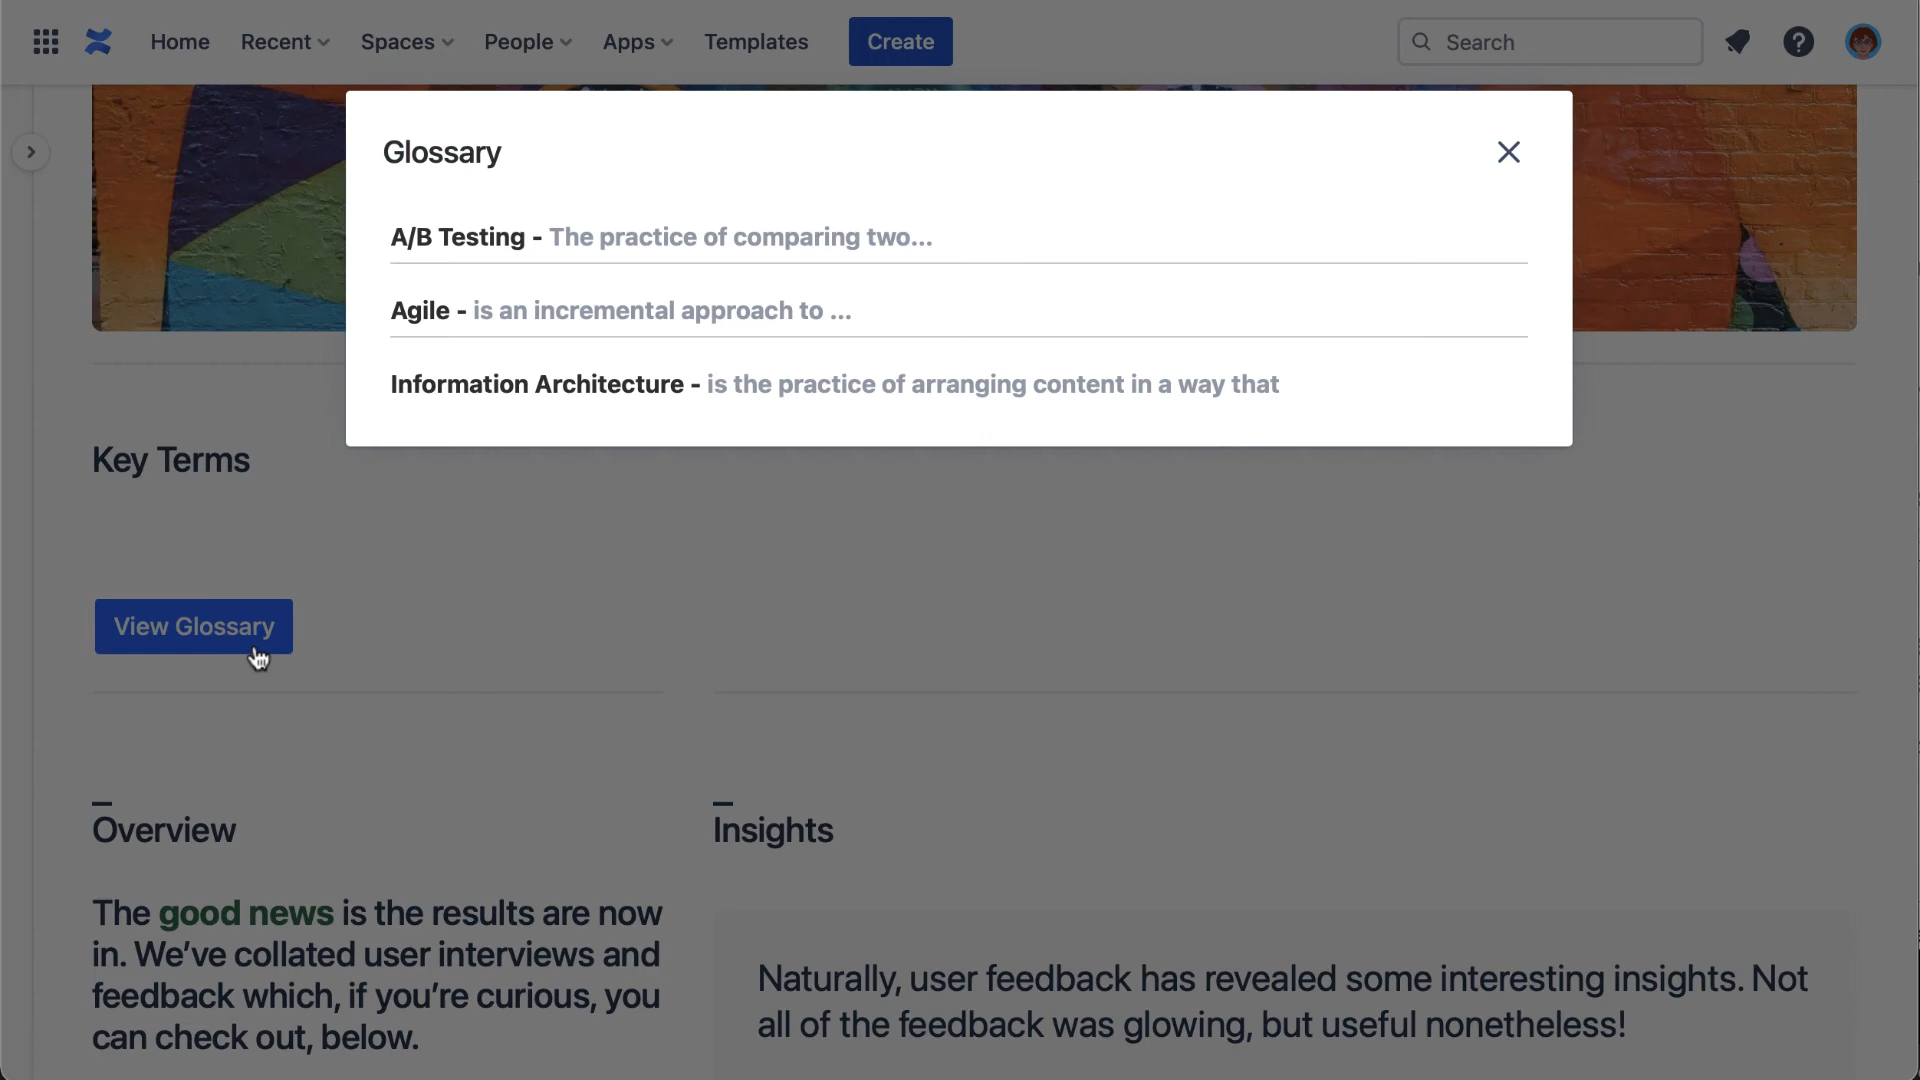 Home Recent Spaces People Apps Templates Create Search
Glossary
A/B Testing - The practice of comparing two...
Agile - is an incremental approach to ...
Information Architecture - is the practice of arranging content in a way that
Key Terms
View Glossary
Overview
The good news is the results are now
in. We’ve collated user interviews and
feedback which, if you’re curious, you
can check out, below.
Insights
Naturally, user feedback has revealed some interesting insights. Not
all of the feedback was glowing, but useful nonetheless!